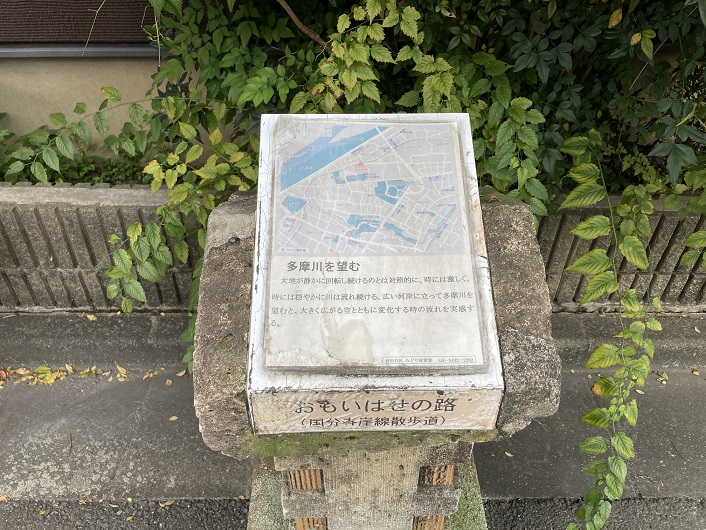 多摩川を望む
大地が静かに回転し続けるのとは対照的に、時には激しく、
時には穏やかに川は流れ続ける。広い河岸に立って多摩川を
望むと、大きく広がる空とともに変化する時の流れを実感す
る。
おもいはせの路
(国分寺崖線散歩道)